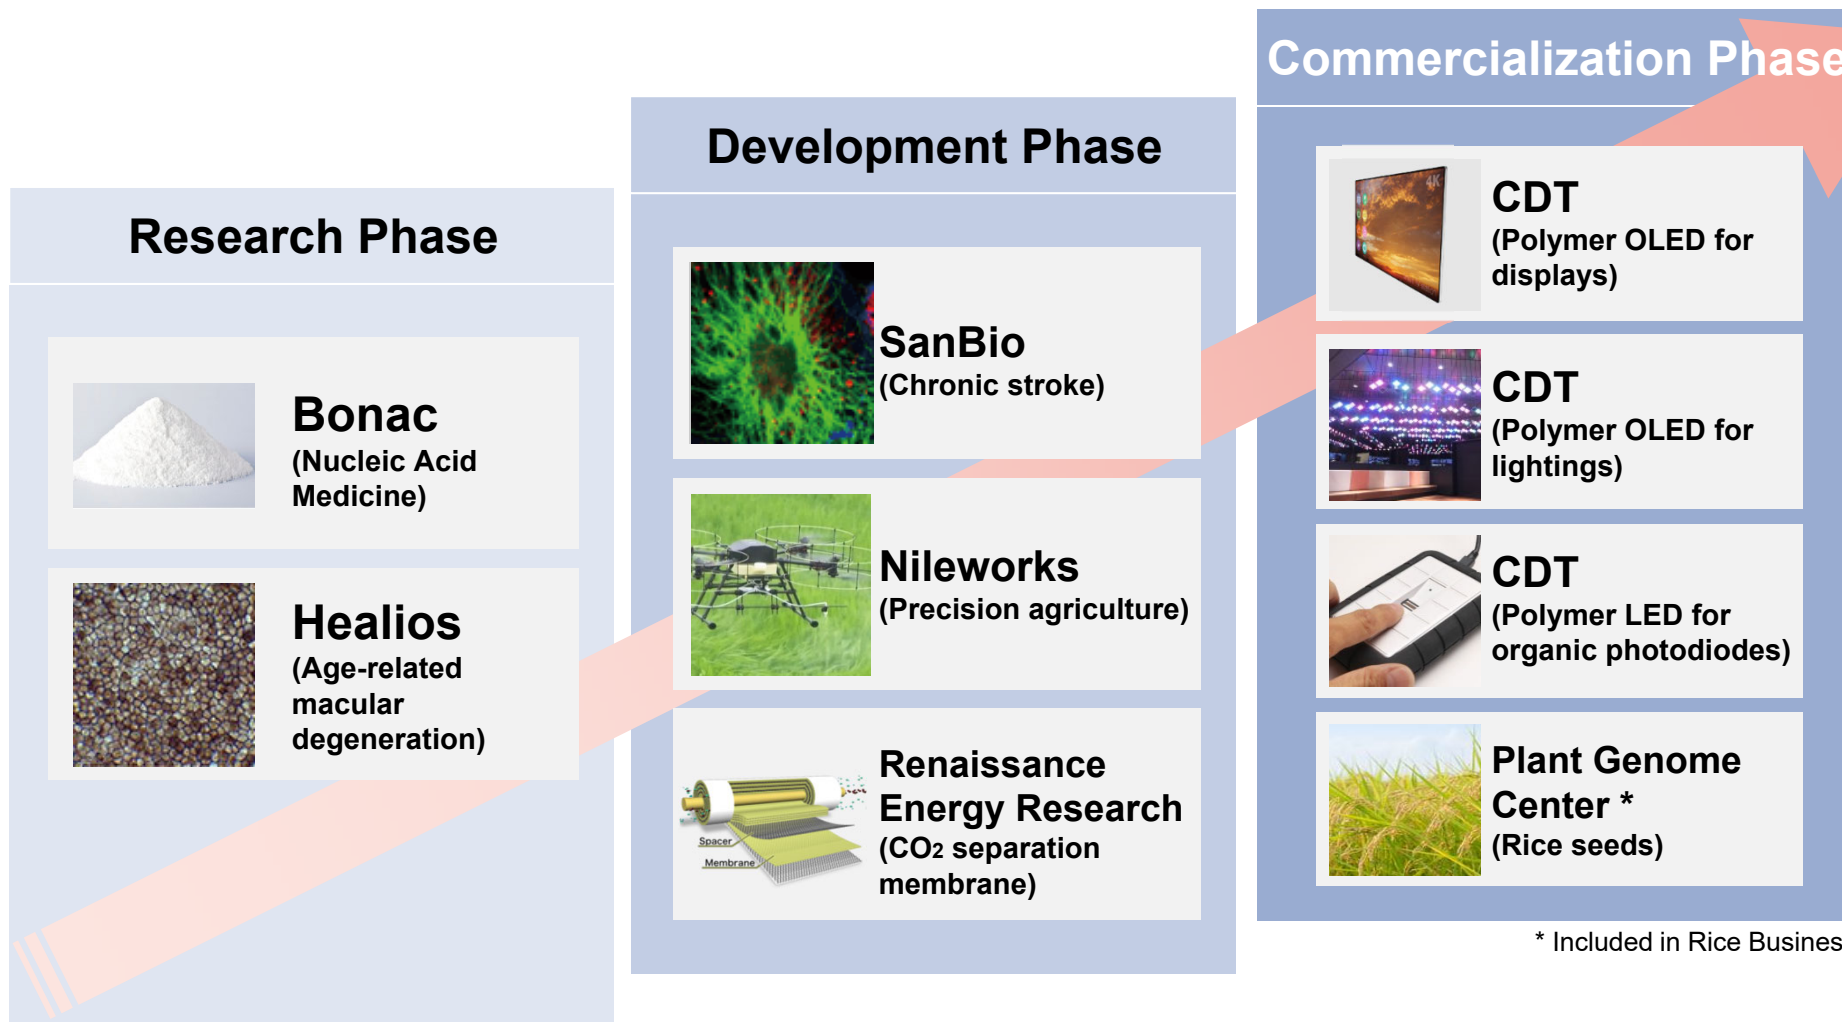 Research Phase
Bonac
(Nucleic Acid
Medicine)
Healios
(Age-related
macular
degeneration)
Development Phase
SanBio
(Chronic stroke)
Nileworks
(Precision agriculture)
Spacer
Membrane
Renaissance
Energy Research
(CO2 separation
membrane)
Commercialization Phase
4K
CDT
(Polymer OLED for
displays)
CDT
(Polymer OLED for
lightings)
CDT
(Polymer LED for
organic photodiodes)
Plant Genome
Center *
(Rice seeds)
* Included in Rice Busines